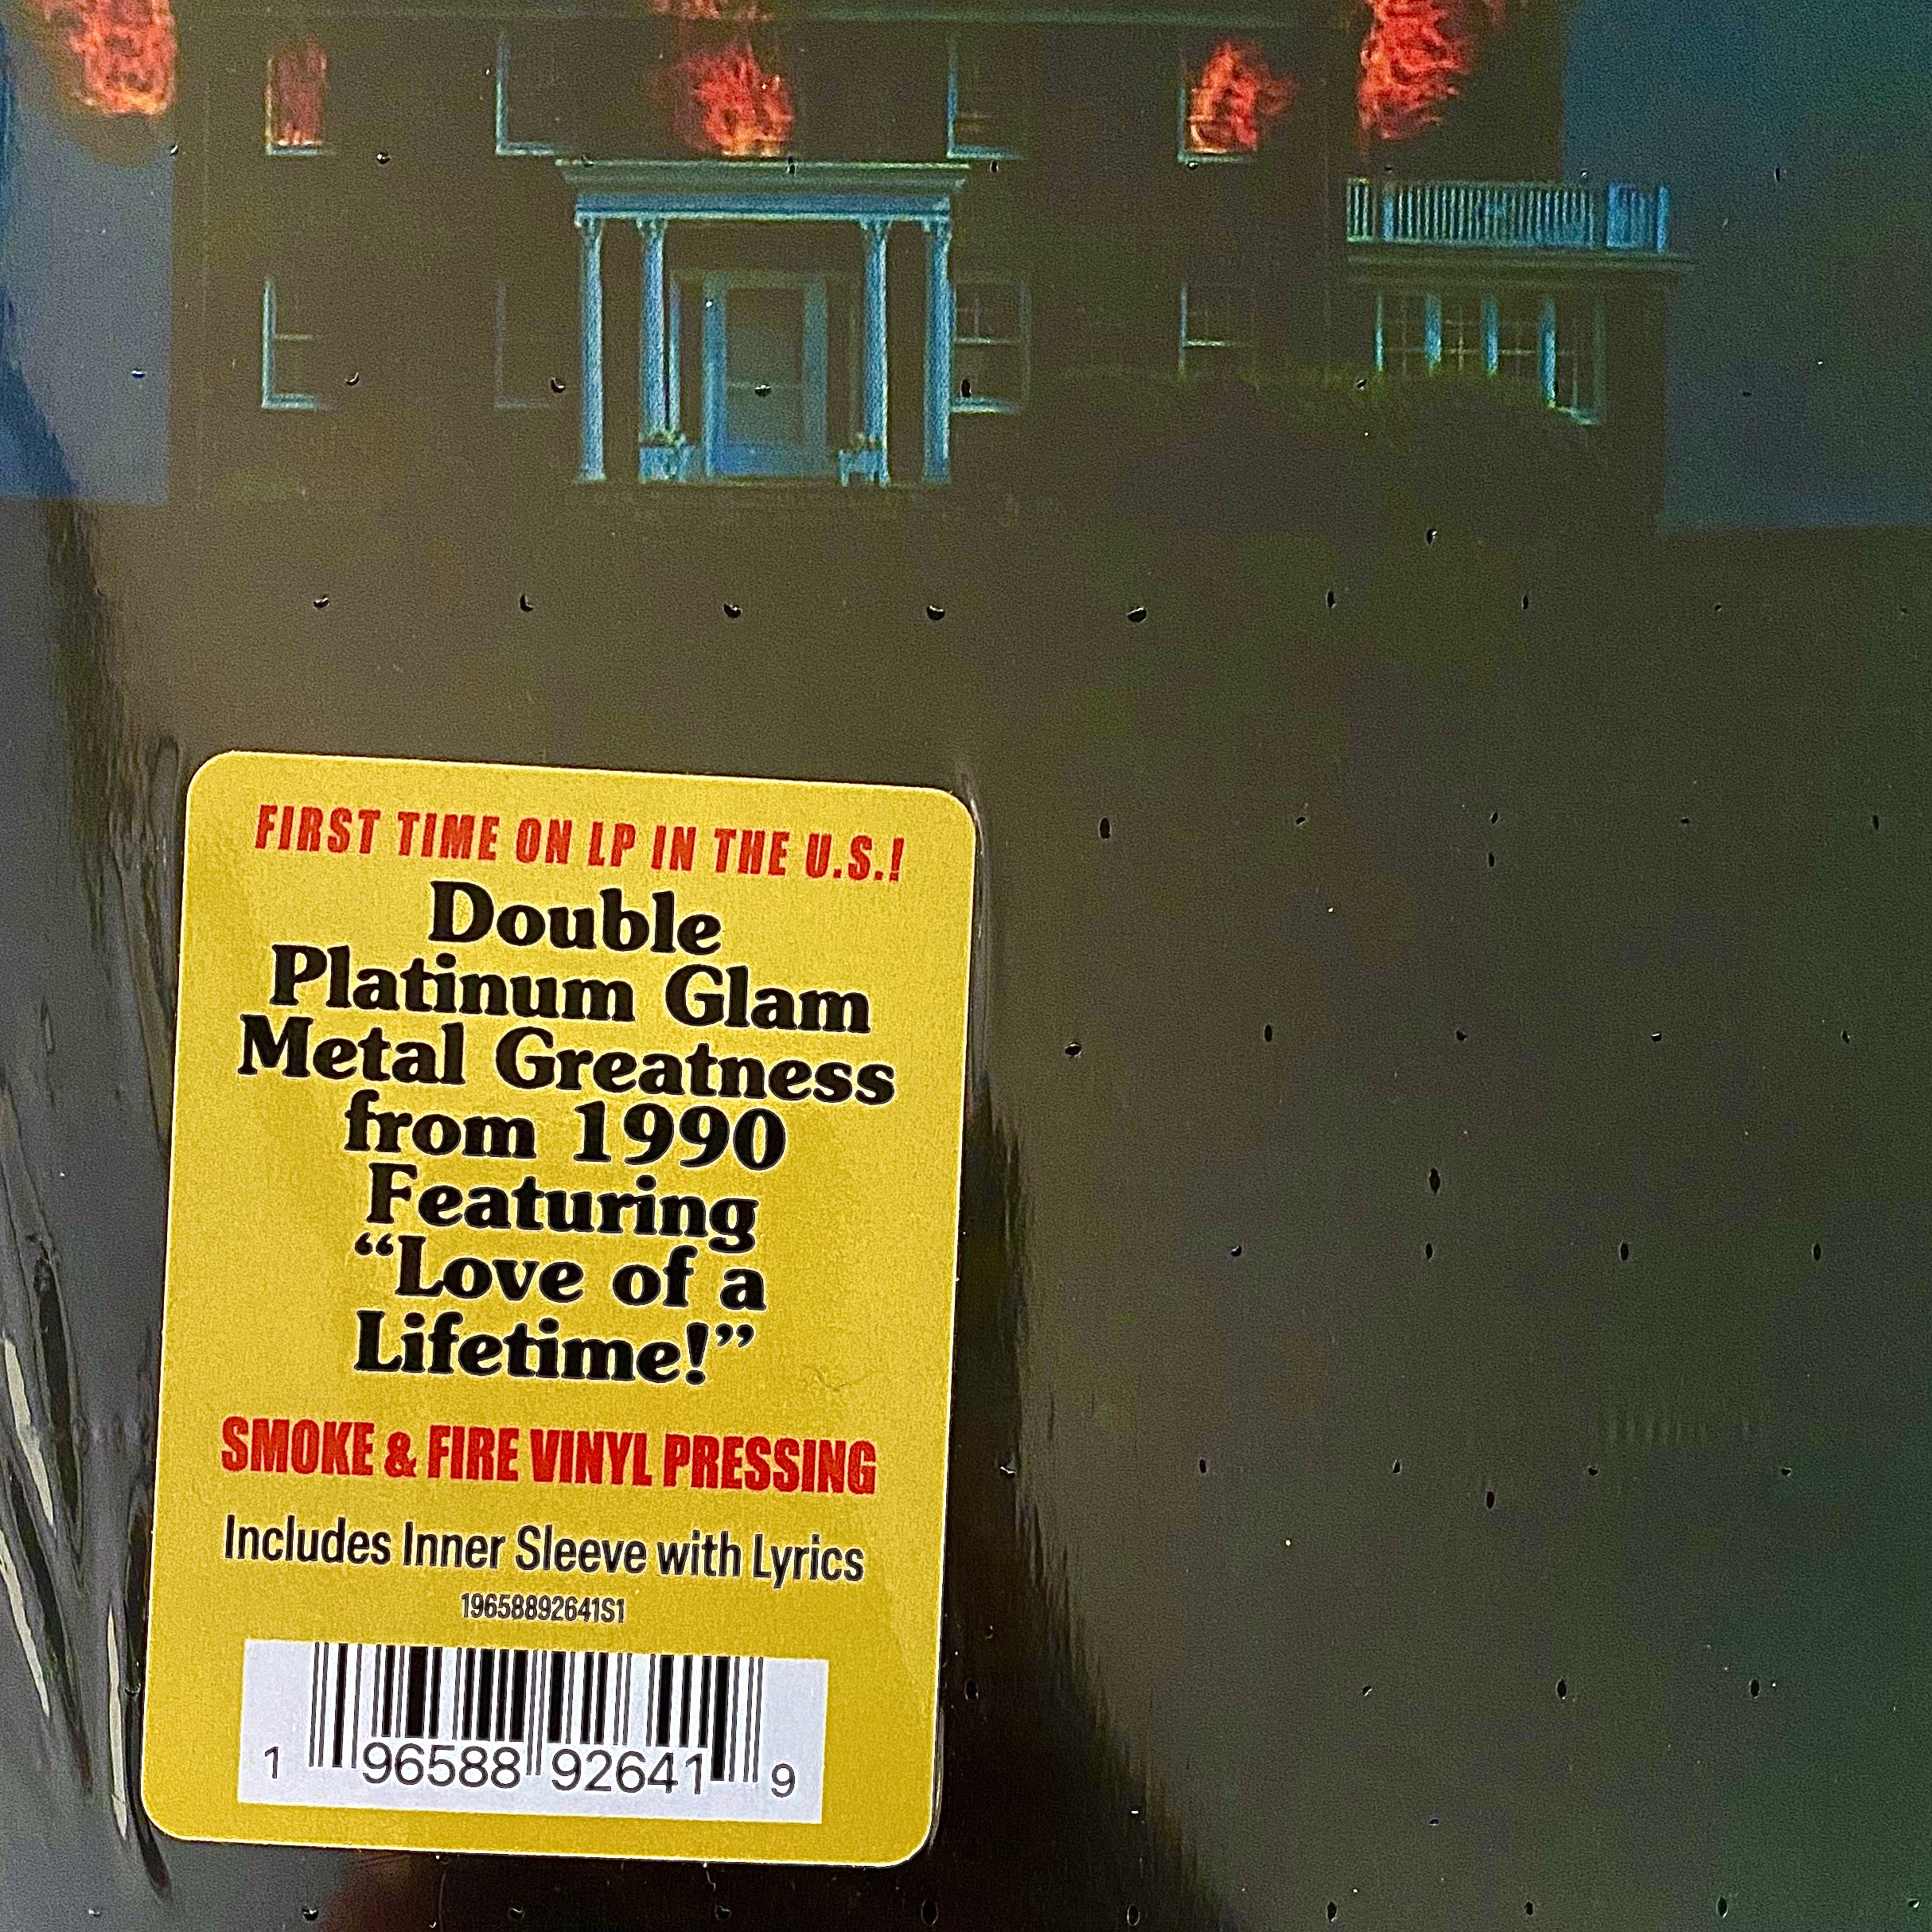 FIRST TIME ON LP IN THE U.S.!
Double
Platinum Glam
Metal Greatness
from 1990
Featuring
“Love of a
Lifetime!”
SMOKE & FIRE VINYL PRESSING
Includes Inner Sleeve with Lyrics
19658892641S1
1 96588 92641 9